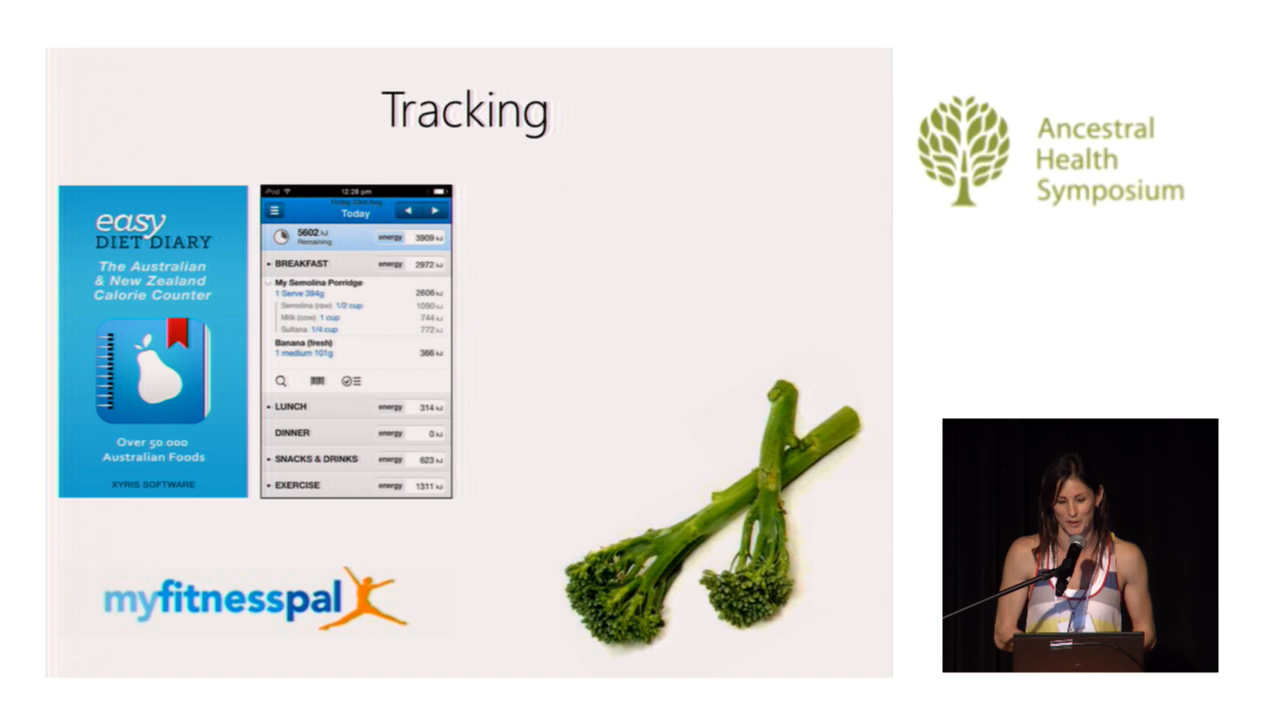 Tracking
easy
DIET DIARY
The Australian
& New Zealand
Calorie Counter
Over 50 000
Australian Foods
XYRIS SOFTWARE
iPod 12:28 pm
Friday 23rd Aug
Today
5602 kJ
Remaining
energy 3909 kJ
BREAKFAST energy 2972 kJ
My Semolina Porridge
1 Serve 394g 2606 kJ
Semolina (raw) 1/2 cup 1090 kJ
Milk (cow) 1 cup 744 kJ
Sultana 1/4 cup 772 kJ
Banana (fresh)
1 medium 101g 366 kJ
LUNCH energy 314 kJ
DINNER energy 0 kJ
SNACKS & DRINKS energy 623 kJ
EXERCISE energy 1311 kJ
myfitnesspal
Ancestral
Health
Symposium